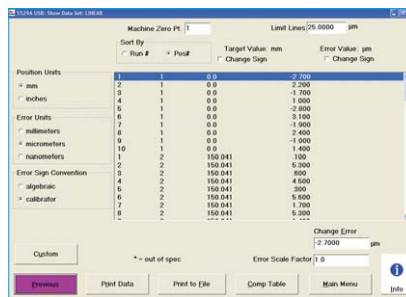 5529A USB: Show Data Set: LINEAR
Machine Zero Pt. 1
Limit Lines 25.0000 µm
Sort By
Run # Pos#
Target Value: mm
Change Sign
Error Value: µm
Change Sign
Position Units
mm
inches
Error Units
millimeters
micrometers
nanometers
Error Sign Convention
algebraic
calibrator
1 1 0.0 -2.700
2 1 0.0 2.200
3 1 0.0 -1.700
4 1 0.0 1.000
5 1 0.0 -2.800
6 1 0.0 3.100
7 1 0.0 -1.900
8 1 0.0 2.400
9 1 0.0 -1.000
10 1 0.0 1.400
1 2 150.041 .100
2 2 150.041 5.300
3 2 150.041 .600
4 2 150.041 4.500
5 2 150.041 .300
6 2 150.041 5.600
7 2 150.041 1.700
8 2 150.041 5.300
Change Error
-2.7000 µm
Custom
* = out of spec
Error Scale Factor 1.0
Previous
Print Data
Print to File
Comp Table
Main Menu
Info